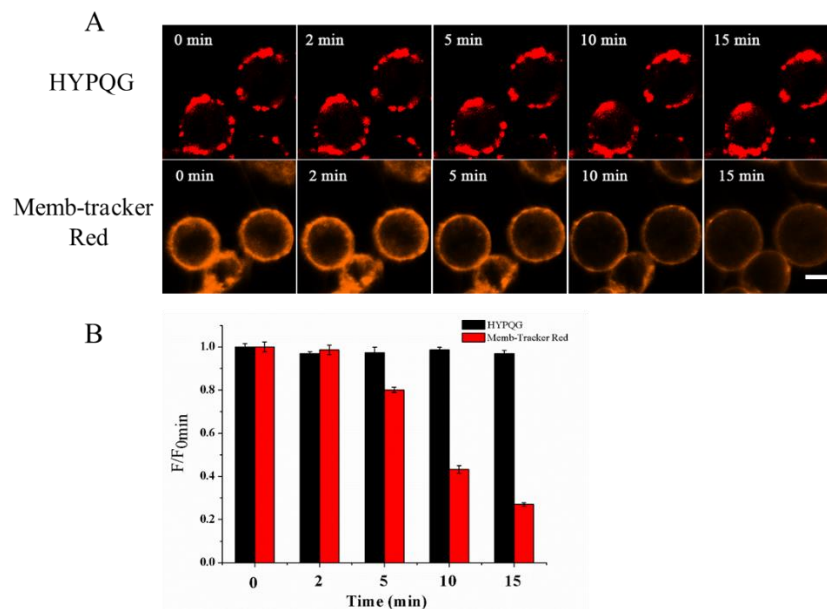 A
HYPQG
0 min
2 min
5 min
10 min
15 min
Memb-tracker
Red
0 min
2 min
5 min
10 min
15 min
B
HYPQG
Memb-Tracker Red
F/F0min
1.0
0.8
0.6
0.4
0.2
0.0
0
2
5
10
15
Time (min)